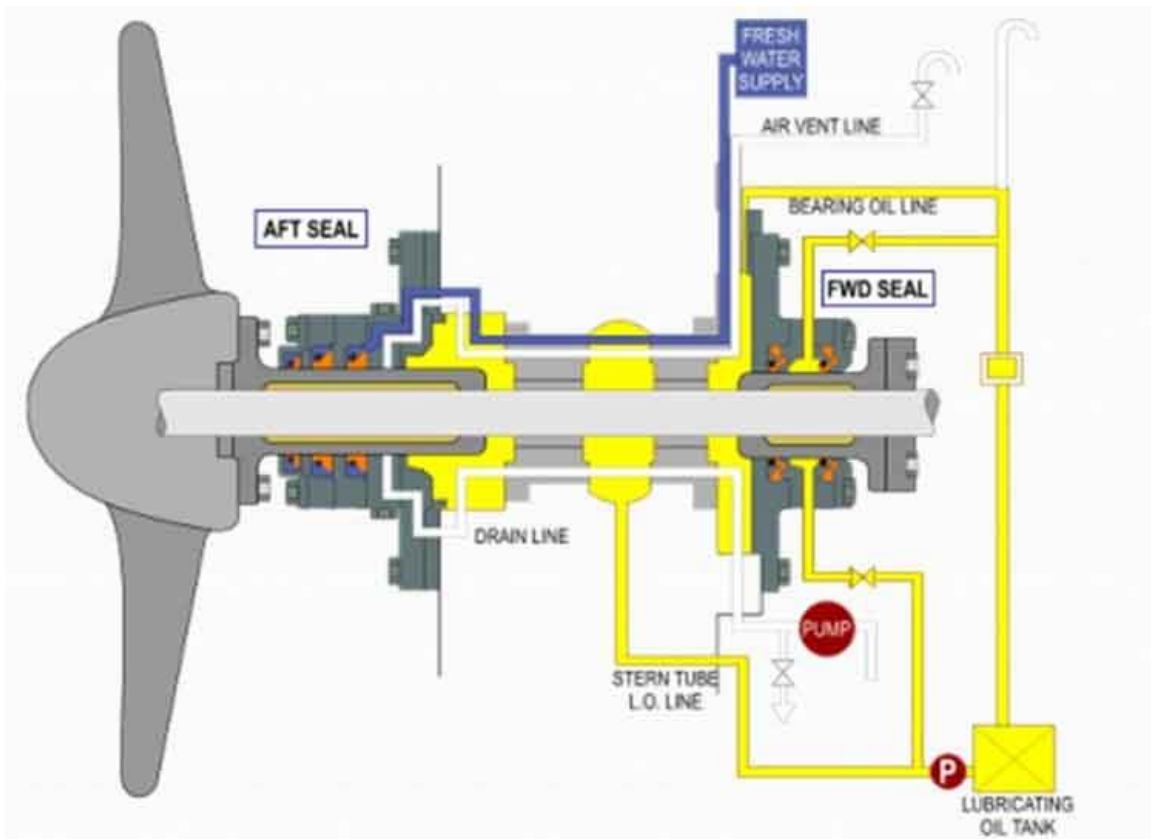 FRESH
WATER
SUPPLY
AIR VENT LINE
BEARING OIL LINE
AFT SEAL
FWD SEAL
DRAIN LINE
PUMP
STERN TUBE
L.O. LINE
P
LUBRICATING
OIL TANK